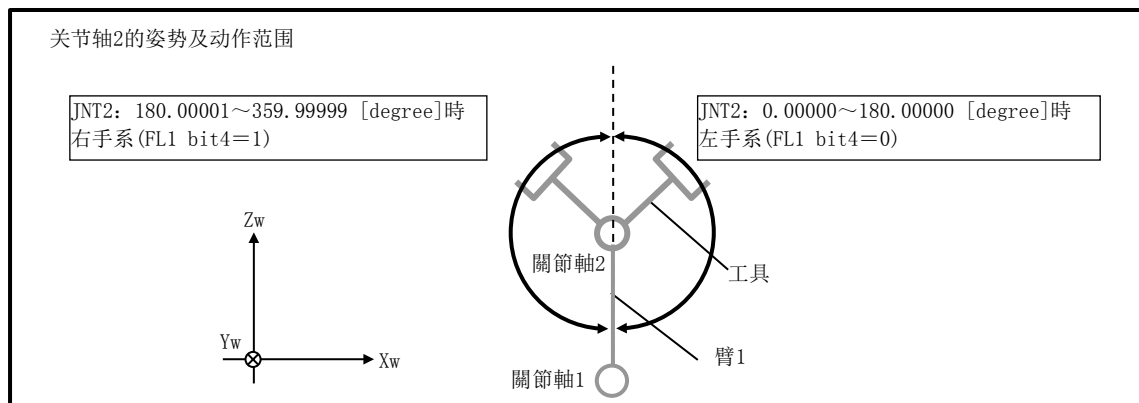 关节轴2的姿势及动作范围
JNT2: 180.00001～359.99999 [degree]時
右手系(FL1 bit4＝1)
JNT2: 0.00000～180.00000 [degree]時
左手系(FL1 bit4＝0)
Zw
關節軸2
工具
Yw
Xw
臂1
關節軸1